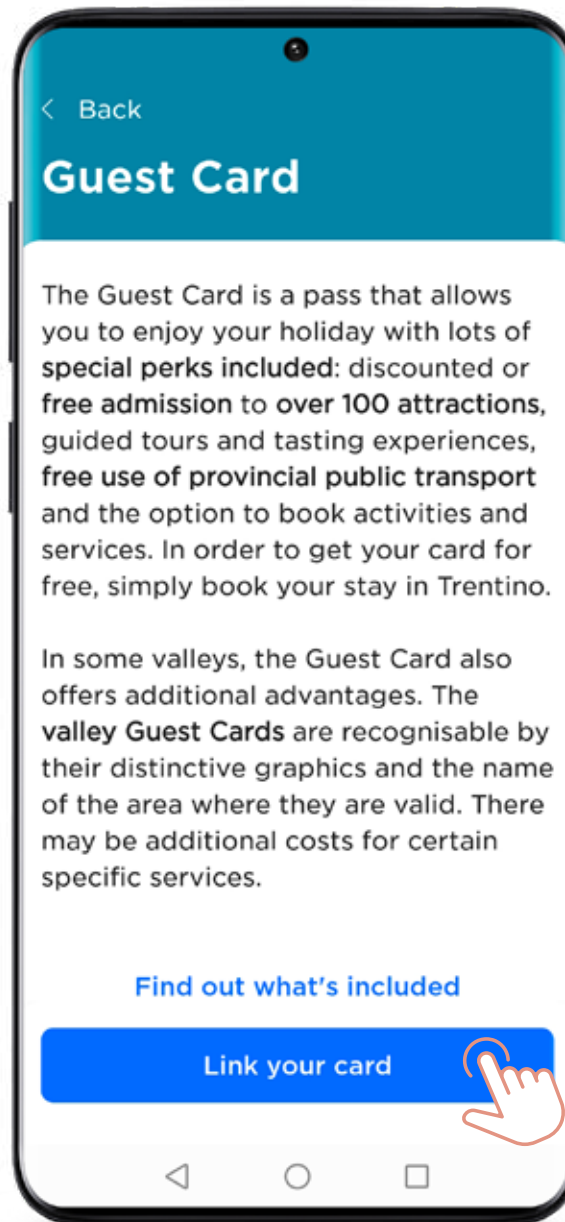 Back
Guest Card
The Guest Card is a pass that allows
you to enjoy your holiday with lots of
special perks included: discounted or
free admission to over 100 attractions,
guided tours and tasting experiences,
free use of provincial public transport
and the option to book activities and
services. In order to get your card for
free, simply book your stay in Trentino.
In some valleys, the Guest Card also
offers additional advantages. The
valley Guest Cards are recognisable by
their distinctive graphics and the name
of the area where they are valid. There
may be additional costs for certain
specific services.
Find out what's included
Link your card